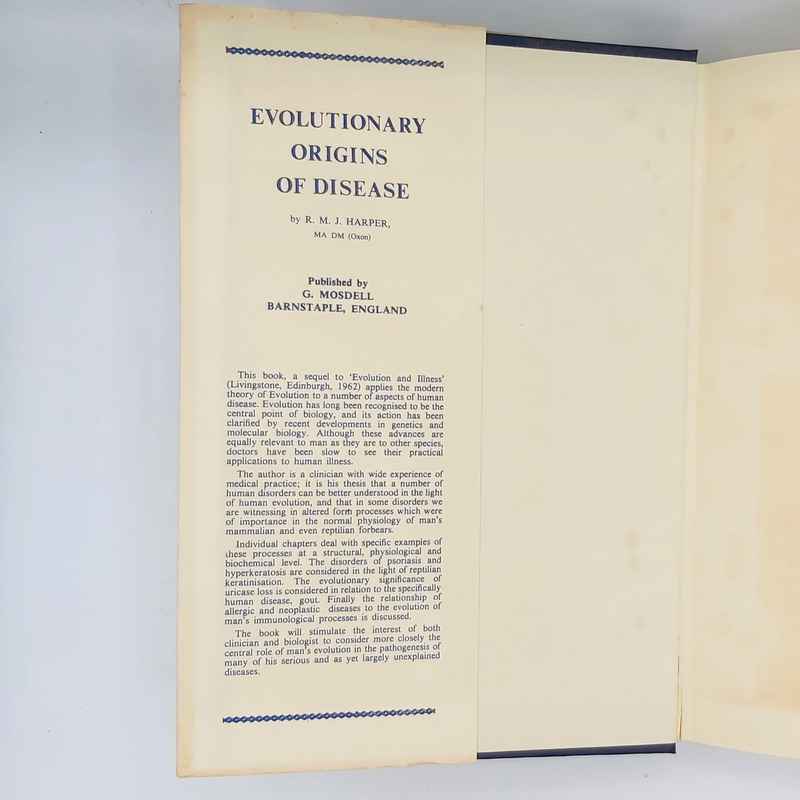 EVOLUTIONARY
ORIGINS
OF DISEASE
by R. M. J. HARPER,
MA DM (Oxon)
Published by
G. MOSDELL
BARNSTAPLE, ENGLAND
This book, a sequel to 'Evolution and Illness'
(Livingstone, Edinburgh, 1962) applies the modern
theory of Evolution to a number of aspects of human
disease. Evolution has long been recognised to be the
central point of biology, and its action has been
clarified by recent developments in genetics and
molecular biology. Although these advances are
equally relevant to man as they are to other species,
doctors have been slow to see their practical
applications to human illness.
The author is a clinician with wide experience of
medical practice; it is his thesis that a number of
human disorders can be better understood in the light
of human evolution, and that in some disorders we
are witnessing in altered form processes which were
of importance in the normal physiology of man's
mammalian and even reptilian forbears.
Individual chapters deal with specific examples of
these processes at a structural, physiological and
biochemical level. The disorders of psoriasis and
hyperkeratosis are considered in the light of reptilian
keratinisation. The evolutionary significance of
uricase loss is considered in relation to the specifically
human disease, gout. Finally the relationship of
allergic and neoplastic diseases to the evolution of
man's immunological processes is discussed.
The book will stimulate the interest of both
clinician and biologist to consider more closely the
central role of man's evolution in the pathogenesis of
many of his serious and as yet largely unexplained
diseases.